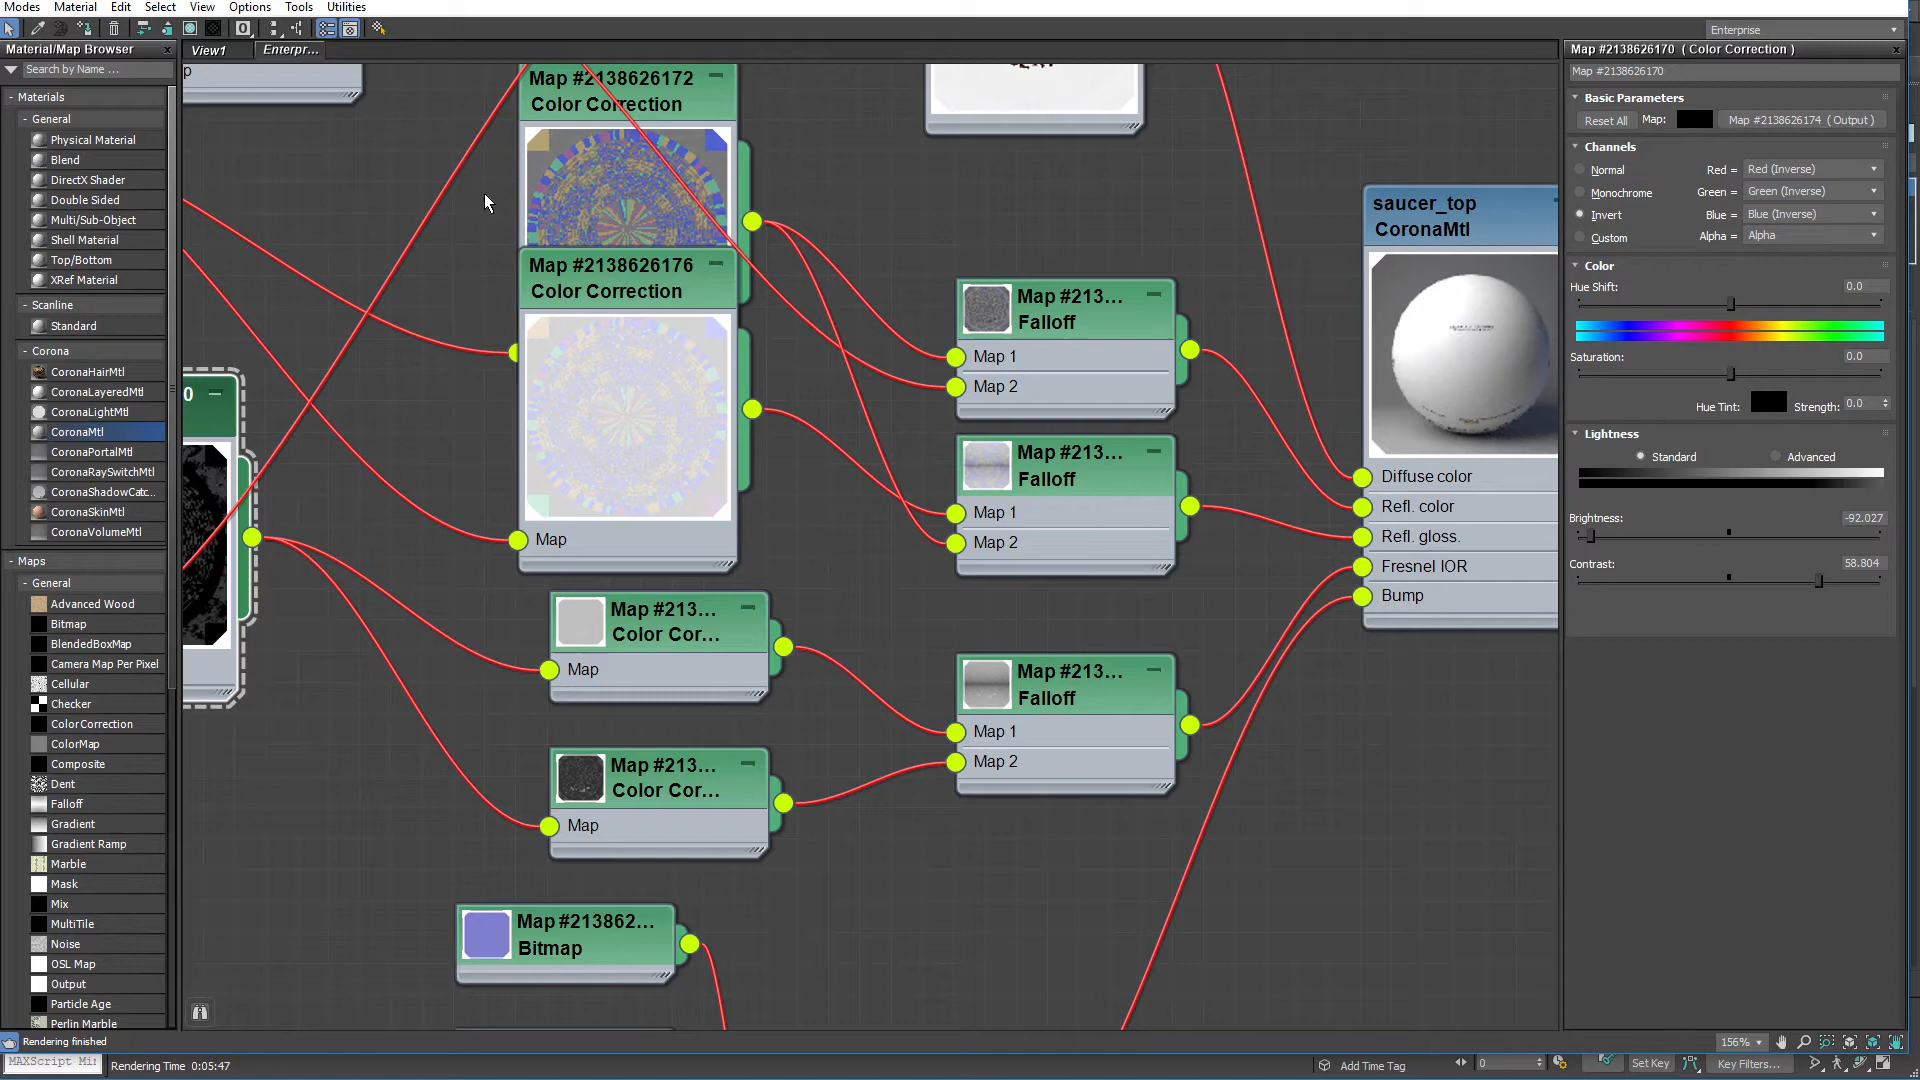 Modes Material Edit Select View Options Tools Utilities
Enterprise
Material/Map Browser
View1
Enterpr...
Search by Name ...
- Materials
- General
Physical Material
Blend
DirectX Shader
Double Sided
Multi/Sub-Object
Shell Material
Top/Bottom
XRef Material
- Scanline
Standard
- Corona
CoronaHairMtl
CoronaLayeredMtl
CoronaLightMtl
CoronaMtl
CoronaPortalMtl
CoronaRaySwitchMtl
CoronaShadowCatc...
CoronaSkinMtl
CoronaVolumeMtl
- Maps
- General
Advanced Wood
Bitmap
BlendedBoxMap
Camera Map Per Pixel
Cellular
Checker
ColorCorrection
ColorMap
Composite
Dent
Falloff
Gradient
Gradient Ramp
Marble
Mask
Mix
MultiTile
Noise
OSL Map
Output
Particle Age
Perlin Marble
p
0
Map #2138626172
Color Correction
Map #2138626176
Color Correction
Map
Map #213...
Color Cor...
Map
Map #213...
Color Cor...
Map
Map #213862...
Bitmap
Map #213...
Falloff
Map 1
Map 2
Map #213...
Falloff
Map 1
Map 2
Map #213...
Falloff
Map 1
Map 2
saucer_top
CoronaMtl
Diffuse color
Refl. color
Refl. gloss.
Fresnel IOR
Bump
Map #2138626170 ( Color Correction )
Map #2138626170
Basic Parameters
Reset All Map: Map #2138626174 ( Output )
Channels
Normal Red = Red (Inverse)
Monochrome Green = Green (Inverse)
Invert Blue = Blue (Inverse)
Custom Alpha = Alpha
Color
Hue Shift: 0.0
Saturation: 0.0
Hue Tint: Strength: 0.0
Lightness
Standard Advanced
Brightness: -92.027
Contrast: 58.804
Rendering finished
156%
MAXScript Mi
Rendering Time 0:05:47
Add Time Tag
0
Set Key
Key Filters...